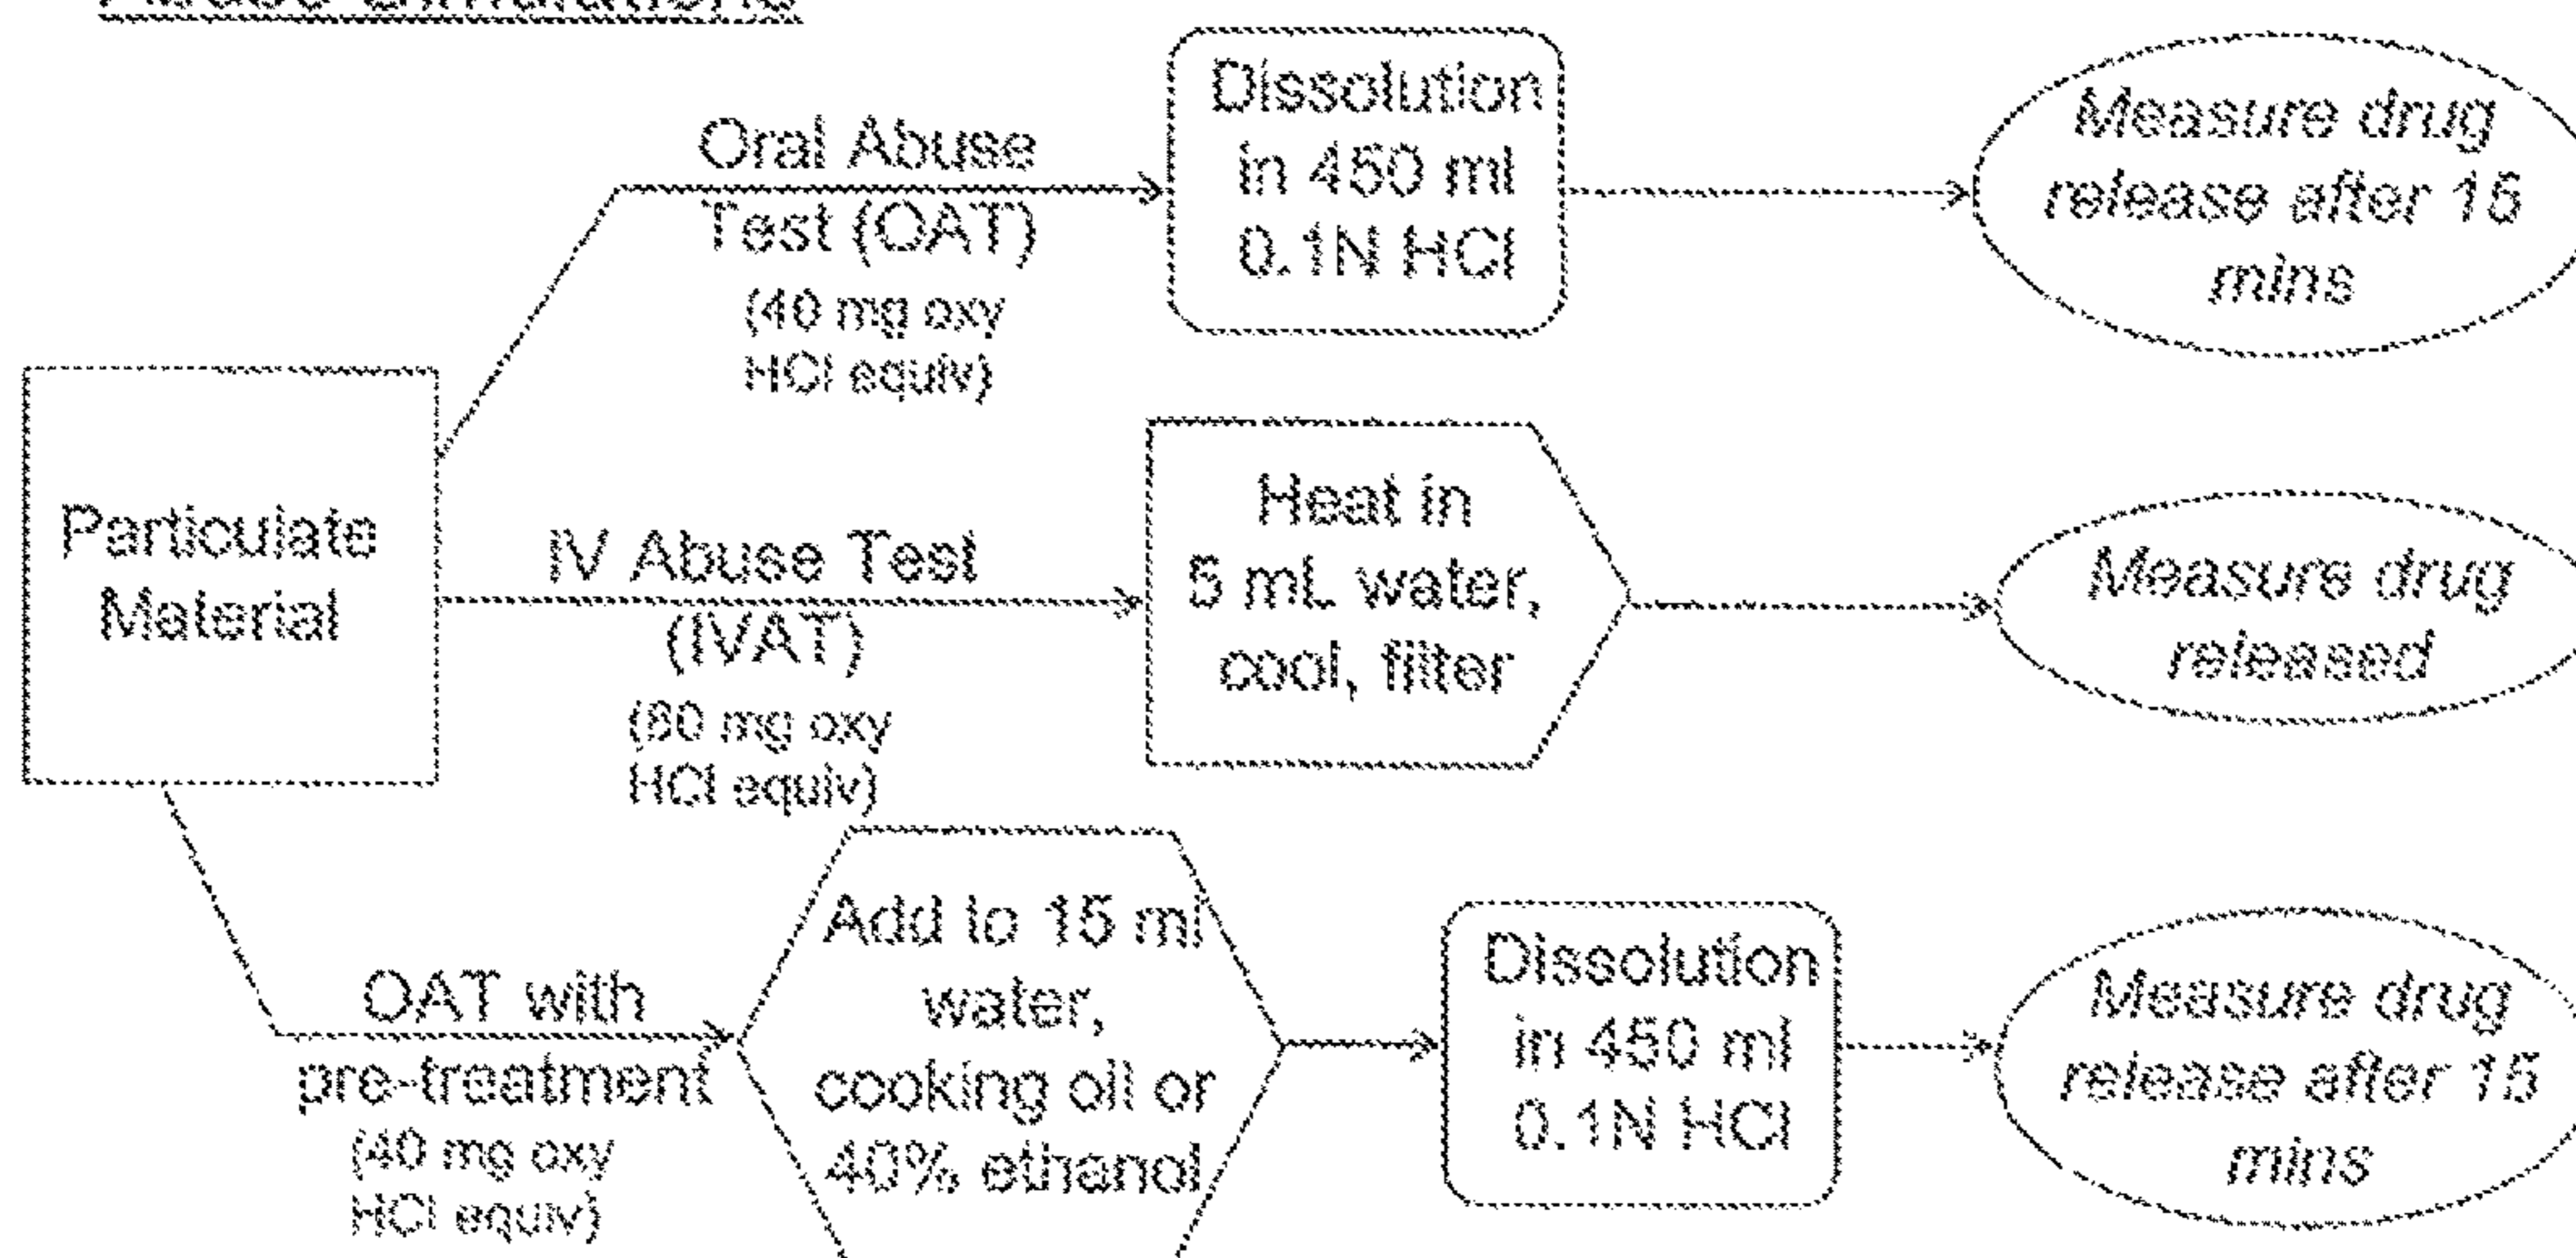 Oral Abuse
Test (OAT)
(40 mg oxy
HCl equiv)
Dissolution
in 450 ml
0.1N HCl
Measure drug
release after 15
mins
Particulate
Material
IV Abuse Test
(IVAT)
(80 mg oxy
HCl equiv)
Heat in
5 mL water,
cool, filter
Measure drug
released
OAT with
pre-treatment
(40 mg oxy
HCl equiv)
Add to 15 ml
water,
cooking oil or
40% ethanol
Dissolution
in 450 ml
0.1N HCl
Measure drug
release after 15
mins